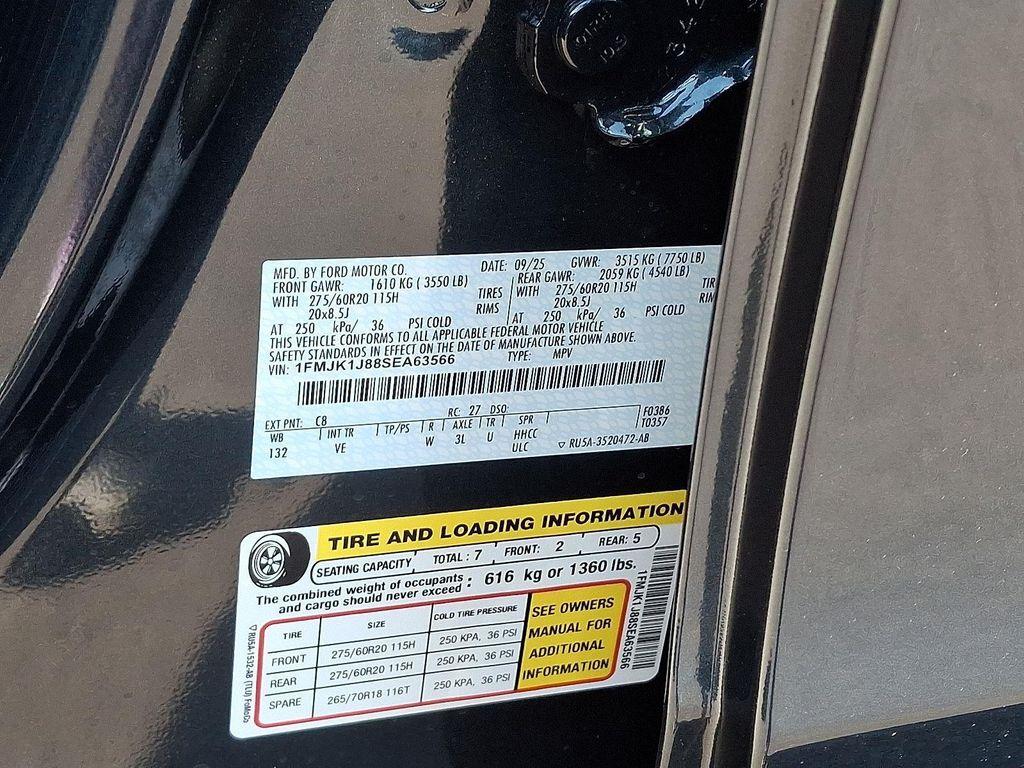 MFD. BY FORD MOTOR CO.
DATE: 09/25 GVWR: 3515 KG ( 7750 LB)
FRONT GAWR: 1610 KG ( 3550 LB) REAR GAWR: 2059 KG ( 4540 LB)
WITH 275/60R20 115H TIRES WITH 275/60R20 115H TIR
20x8.5J RIMS 20x8.5J RIM
AT 250 kPa/ 36 PSI COLD AT 250 kPa/ 36 PSI COLD
THIS VEHICLE CONFORMS TO ALL APPLICABLE FEDERAL MOTOR VEHICLE
SAFETY STANDARDS IN EFFECT ON THE DATE OF MANUFACTURE SHOWN ABOVE.
VIN: 1FMJK1J88SEA63566 TYPE: MPV
EXT PNT: C8 RC: 27 DSO: F0386
WB INT TR TP/PS R AXLE TR SPR T0357
132 VE W 3L U HHCC
ULC RU5A-3520472-AB
TIRE AND LOADING INFORMATION
SEATING CAPACITY TOTAL : 7 FRONT: 2 REAR: 5
The combined weight of occupants
and cargo should never exceed : 616 kg or 1360 lbs.
TIRE SIZE COLD TIRE PRESSURE
FRONT 275/60R20 115H 250 KPA, 36 PSI
REAR 275/60R20 115H 250 KPA, 36 PSI
SPARE 265/70R18 116T 250 KPA, 36 PSI
SEE OWNERS
MANUAL FOR
ADDITIONAL
INFORMATION
1FMJK1J88SEA63566
RU5A-1532-AB (TLU) FoMoCo